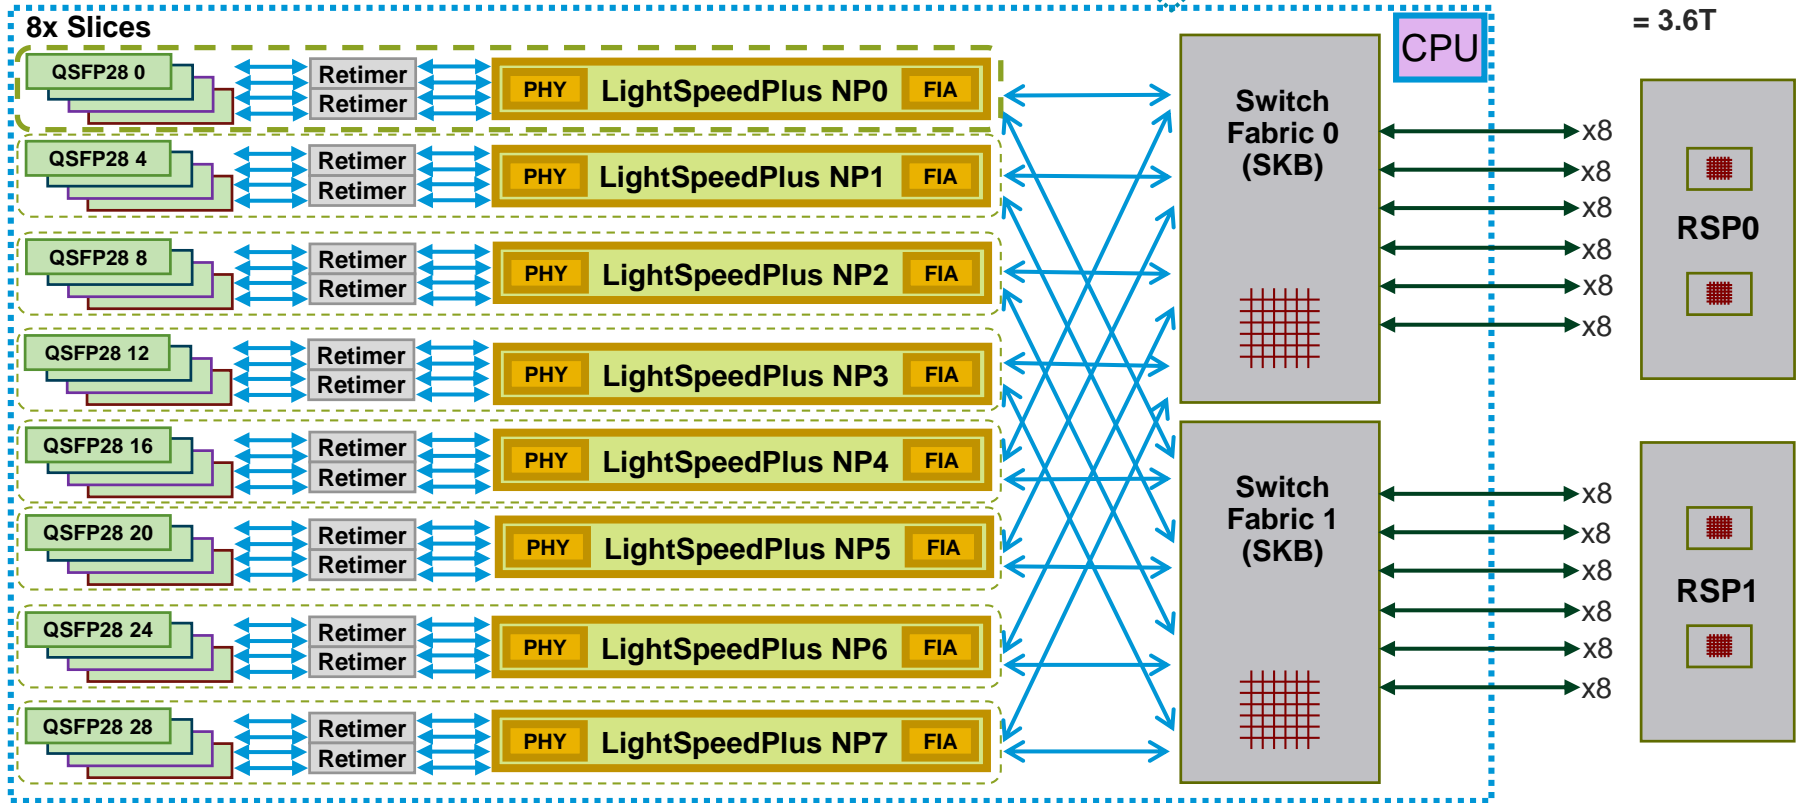 = 3.6T
8x Slices
CPU
QSFP28 0
Retimer
Retimer
PHY
LightSpeedPlus NP0
FIA
QSFP28 4
Retimer
Retimer
PHY
LightSpeedPlus NP1
FIA
QSFP28 8
Retimer
Retimer
PHY
LightSpeedPlus NP2
FIA
QSFP28 12
Retimer
Retimer
PHY
LightSpeedPlus NP3
FIA
QSFP28 16
Retimer
Retimer
PHY
LightSpeedPlus NP4
FIA
QSFP28 20
Retimer
Retimer
PHY
LightSpeedPlus NP5
FIA
QSFP28 24
Retimer
Retimer
PHY
LightSpeedPlus NP6
FIA
QSFP28 28
Retimer
Retimer
PHY
LightSpeedPlus NP7
FIA
Switch
Fabric 0
(SKB)
x8
x8
x8
x8
x8
x8
RSP0
Switch
Fabric 1
(SKB)
x8
x8
x8
x8
x8
x8
RSP1